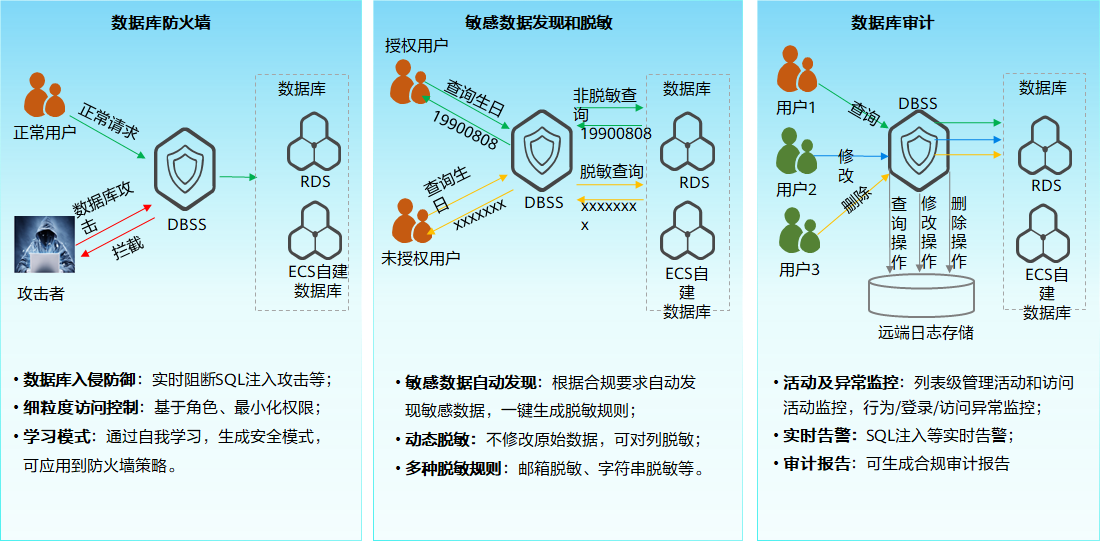 数据库防火墙
数据库
正常用户
正常请求
RDS
DBSS
数据库攻
击
拦截
攻击者
ECS自建
数据库
• 数据库入侵防御：实时阻断SQL注入攻击等；
• 细粒度访问控制：基于角色、最小化权限；
• 学习模式：通过自我学习，生成安全模式，
可应用到防火墙策略。
敏感数据发现和脱敏
授权用户
查询生日
19900808
非脱敏查
询
19900808
数据库
RDS
DBSS
脱敏查询
xxxxxxx
x
查询生
日
xxxxxxx
未授权用户
ECS自
建
数据库
• 敏感数据自动发现：根据合规要求自动发
现敏感数据，一键生成脱敏规则；
• 动态脱敏：不修改原始数据，可对列脱敏；
• 多种脱敏规则：邮箱脱敏、字符串脱敏等。
数据库审计
用户1
查询
DBSS
数据库
用户2
修
改
RDS
用户3
删除
查询操作
修改操作
删除操作
ECS自
建
数据库
远端日志存储
• 活动及异常监控：列表级管理活动和访问
活动监控，行为/登录/访问异常监控；
• 实时告警：SQL注入等实时告警；
• 审计报告：可生成合规审计报告